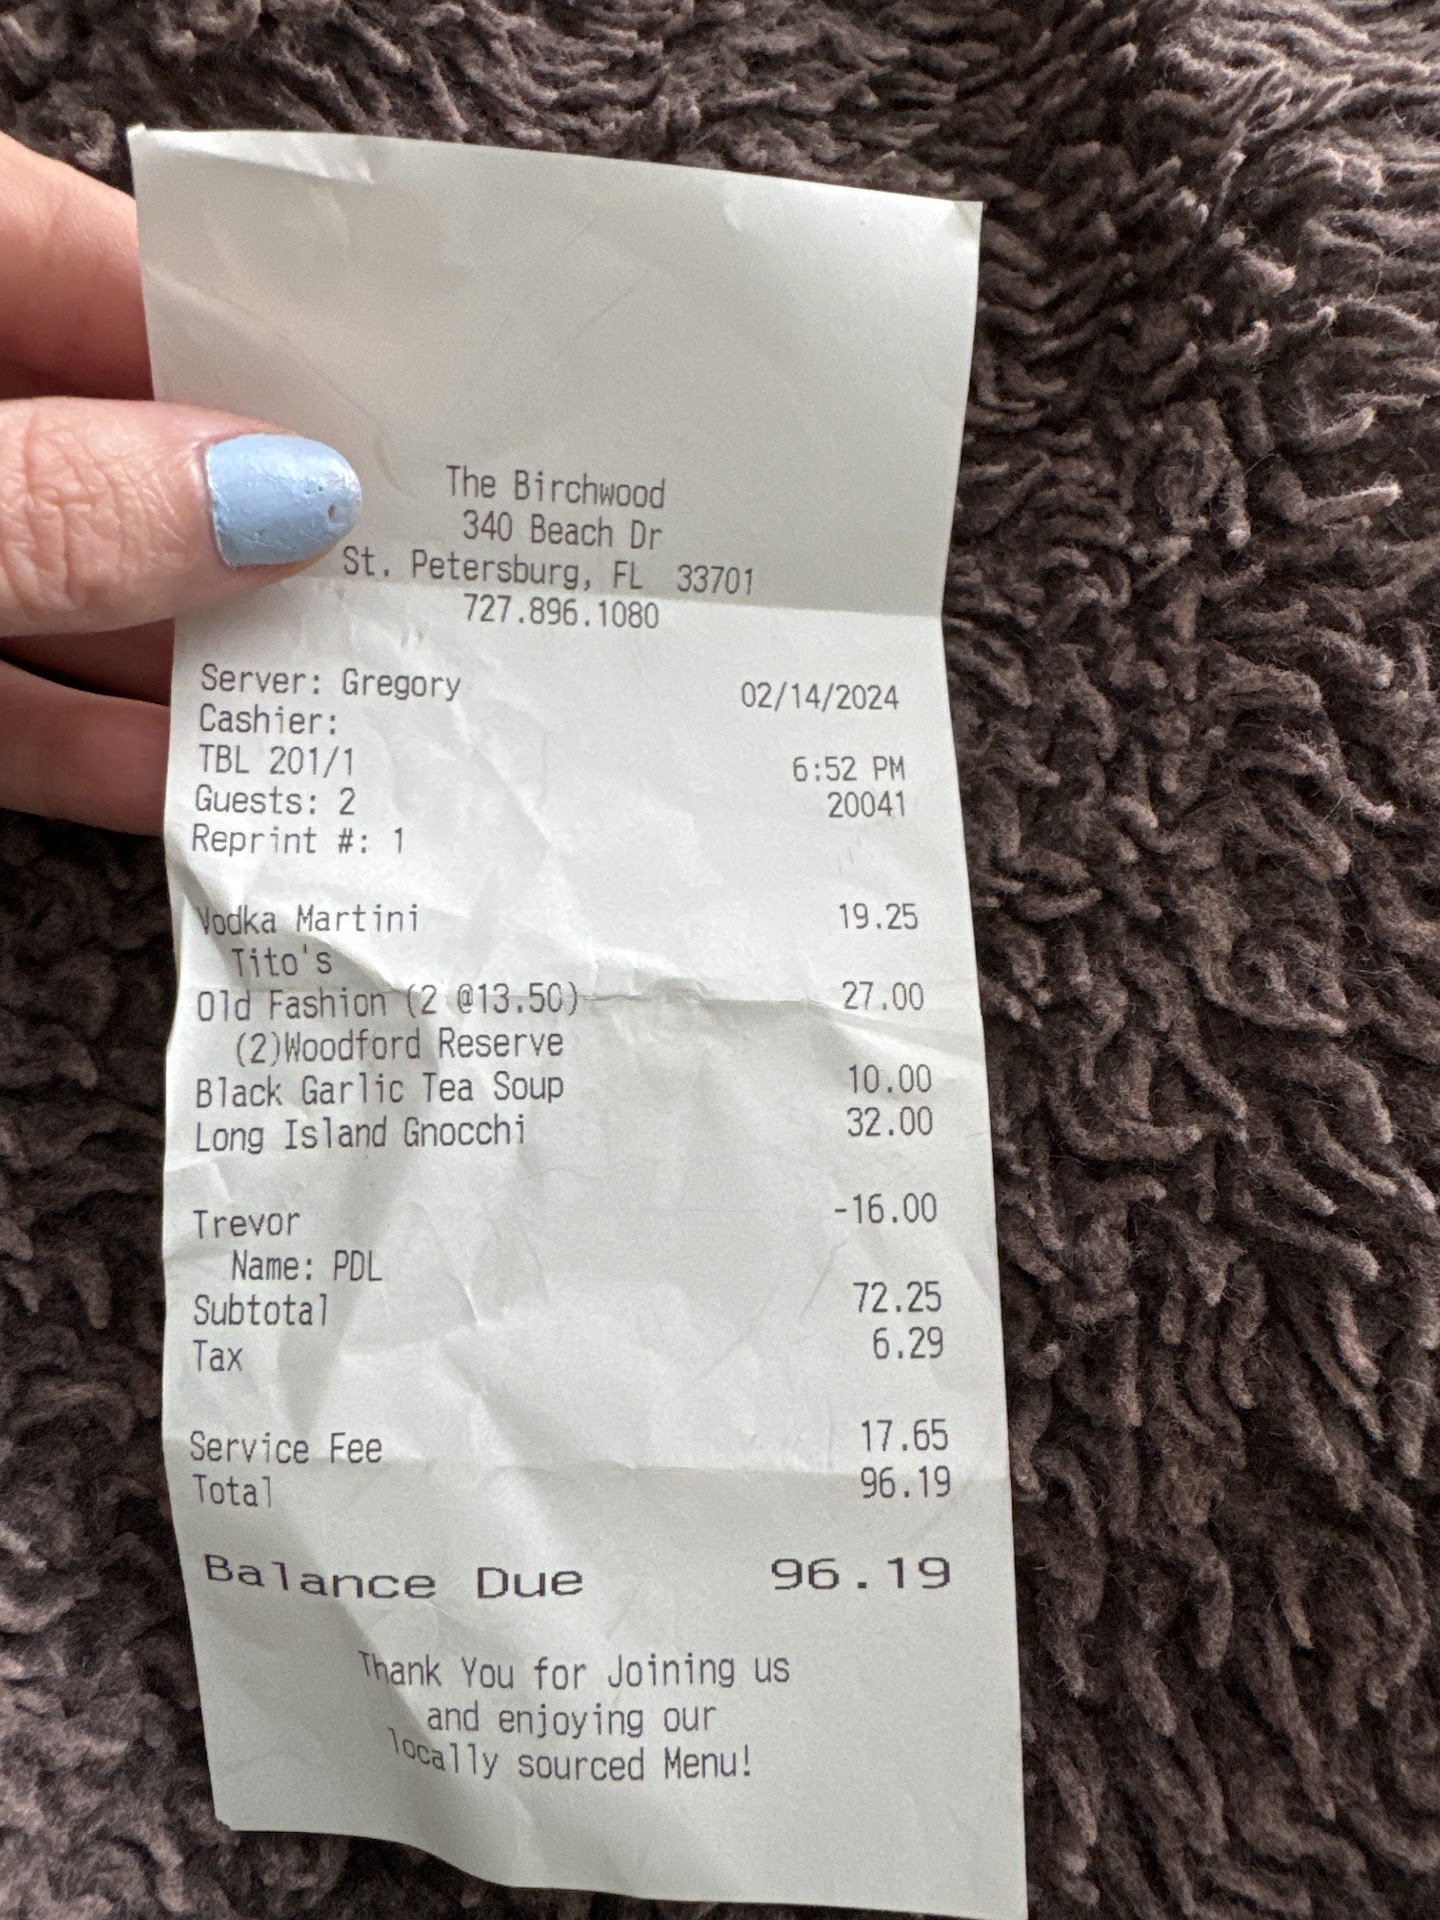 The Birchwood
340 Beach Dr
St. Petersburg, FL 33701
727.896.1080
Server: Gregory 02/14/2024
Cashier:
TBL 201/1 6:52 PM
Guests: 2 20041
Reprint #: 1
Vodka Martini 19.25
Tito's
Old Fashion (2 @13.50) 27.00
(2)Woodford Reserve
Black Garlic Tea Soup 10.00
Long Island Gnocchi 32.00
Trevor -16.00
Name: PDL
Subtotal 72.25
Tax 6.29
Service Fee 17.65
Total 96.19
Balance Due 96.19
Thank You for Joining us
and enjoying our
locally sourced Menu!